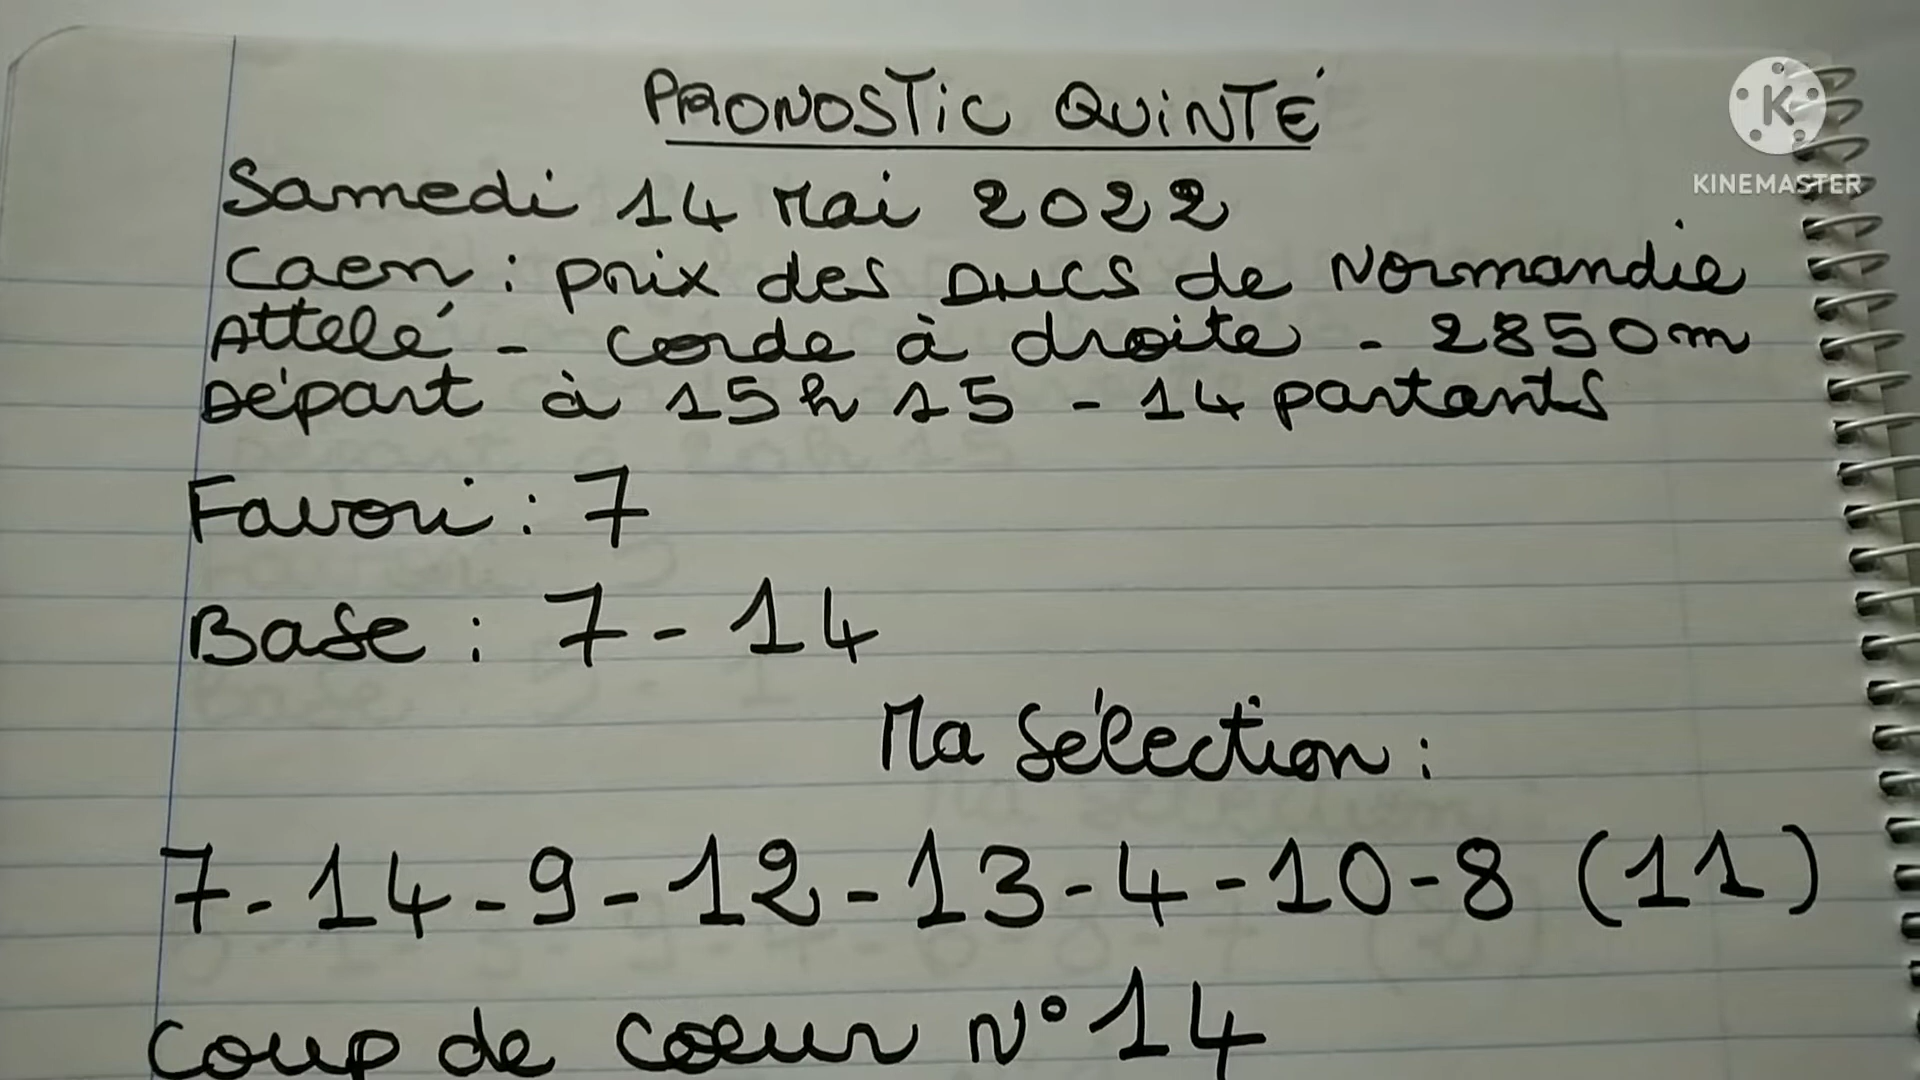 PRONOSTIC QUINTÉ
Samedi 14 Mai 2022
Caen : prix des Ducs de Normandie
Attelé - corde à droite - 2850m
Départ à 15h15 - 14 partants
Favori : 7
Base : 7 - 14
Ma sélection :
7 - 14 - 9 - 12 - 13 - 4 - 10 - 8 (11)
Coup de coeur N° 14
K
KINEMASTER